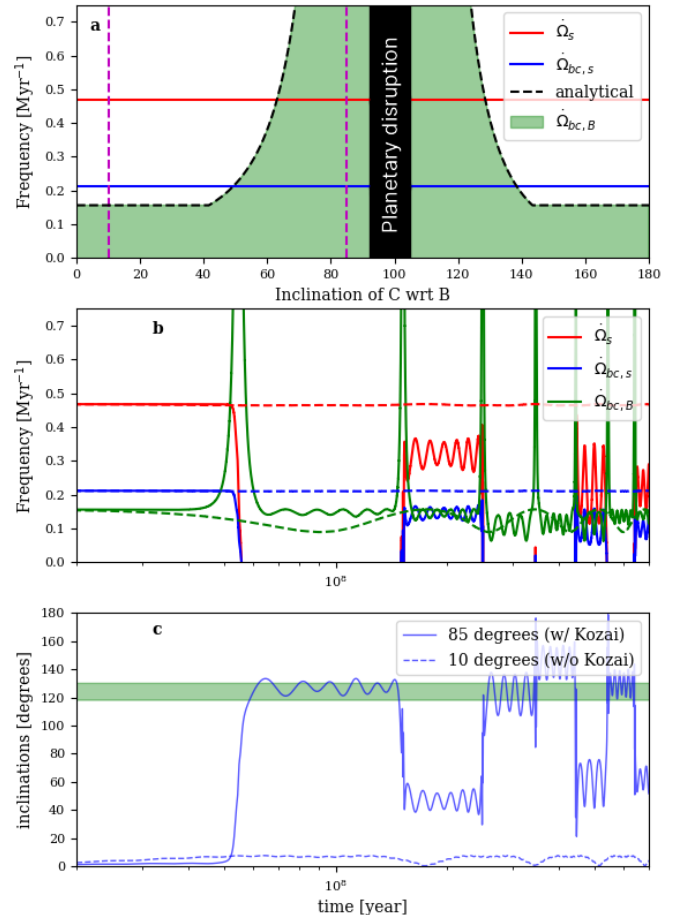 a
Frequency [Myr⁻¹]
0.0
0.1
0.2
0.3
0.4
0.5
0.6
0.7
Planetary disruption
Ω̇ₛ
Ω̇_{bc,s}
analytical
Ω̇_{bc,B}
0 20 40 60 80 100 120 140 160 180
Inclination of C wrt B
b
Frequency [Myr⁻¹]
0.0
0.1
0.2
0.3
0.4
0.5
0.6
0.7
Ω̇ₛ
Ω̇_{bc,s}
Ω̇_{bc,B}
10⁸
c
inclinations [degrees]
0
20
40
60
80
100
120
140
160
180
85 degrees (w/ Kozai)
10 degrees (w/o Kozai)
10⁸
time [year]